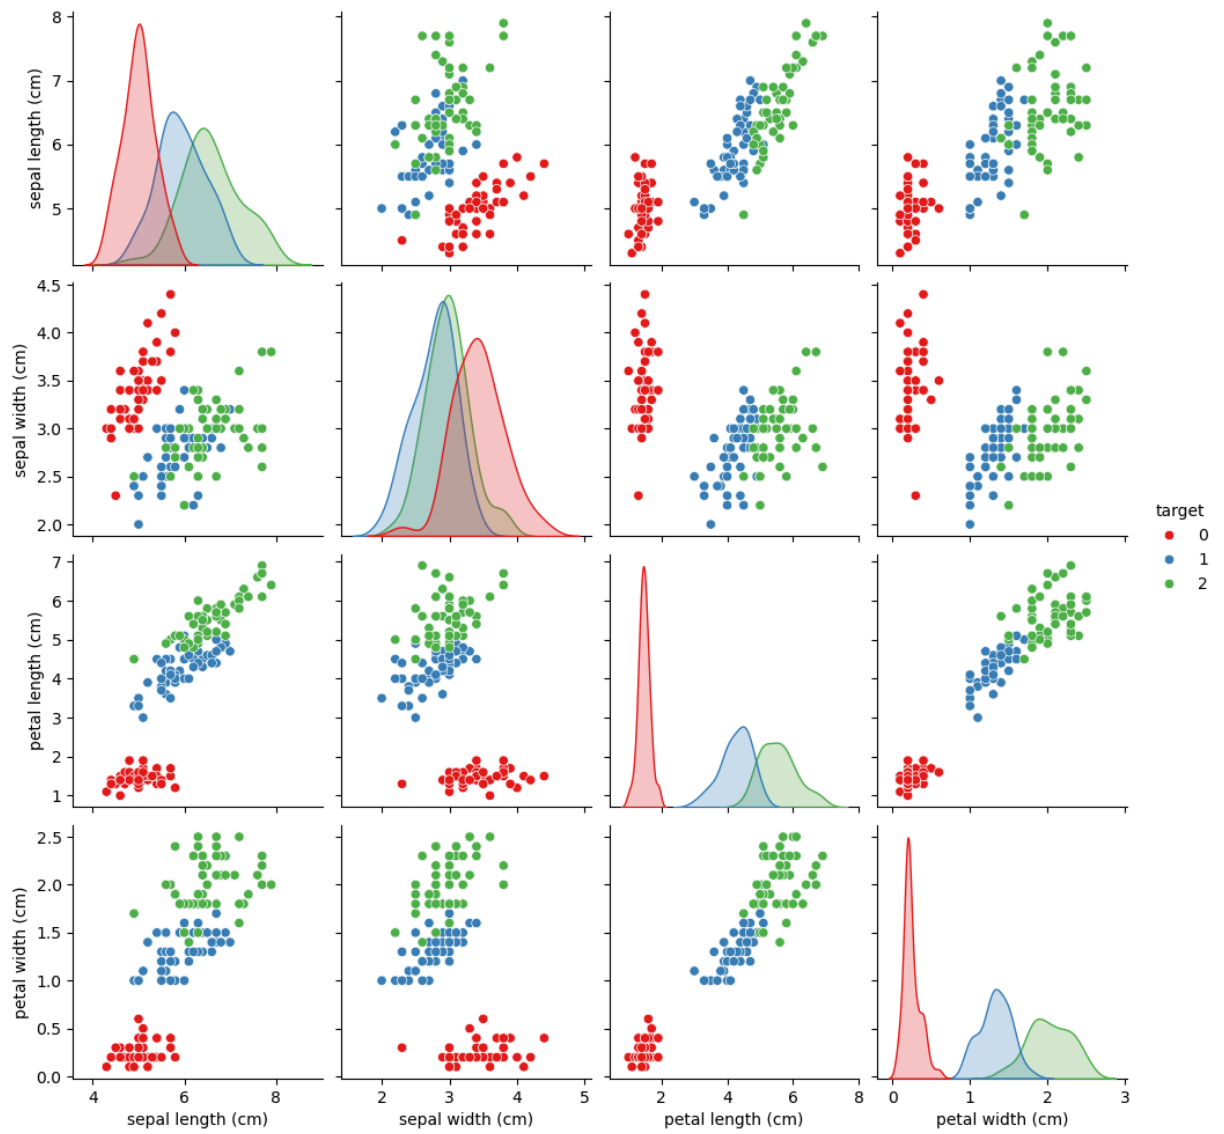 8
7
6
5
sepal length (cm)
4.5
4.0
3.5
3.0
2.5
2.0
sepal width (cm)
target
0
1
2
7
6
5
4
3
2
1
petal length (cm)
2.5
2.0
1.5
1.0
0.5
0.0
petal width (cm)
4 6 8
2 3 4 5
2 4 6 8
0 1 2 3
sepal length (cm) sepal width (cm) petal length (cm) petal width (cm)